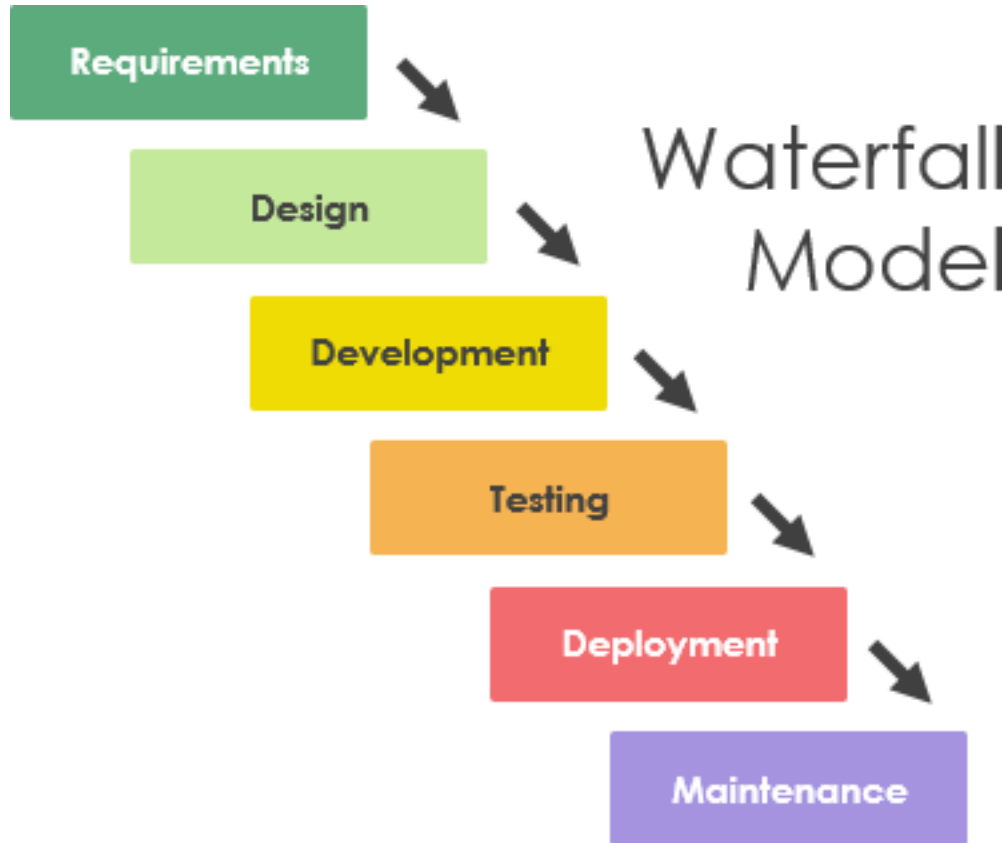 Requirements
Waterfall
Model
Design
Development
Testing
Deployment
Maintenance